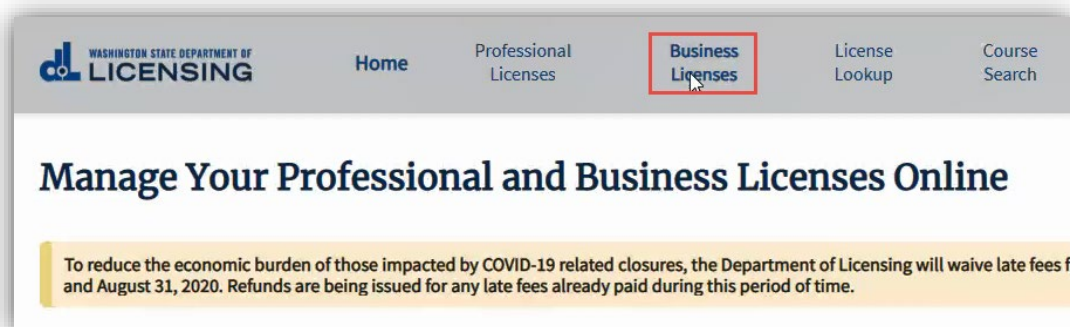 WASHINGTON STATE DEPARTMENT OF
LICENSING
Home
Professional
Licenses
Business
Licenses
License
Lookup
Course
Search
Manage Your Professional and Business Licenses Online
To reduce the economic burden of those impacted by COVID-19 related closures, the Department of Licensing will waive late fees
and August 31, 2020. Refunds are being issued for any late fees already paid during this period of time.